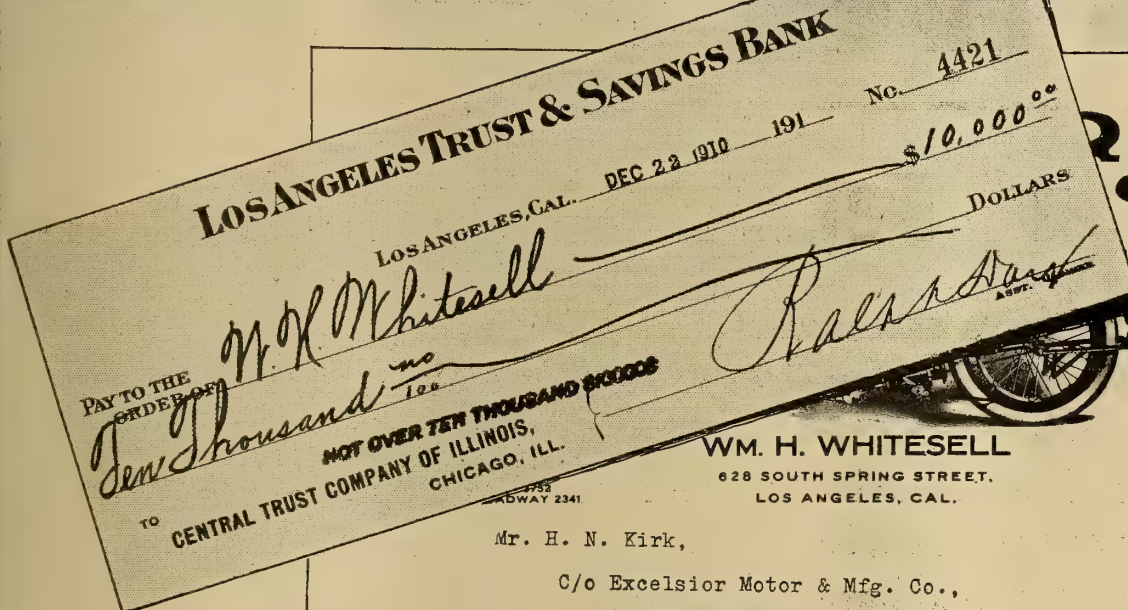 LOS ANGELES TRUST & SAVINGS BANK
No. 4421
LOS ANGELES, CAL. DEC 22 1910 191
$10,000 00
PAY TO THE ORDER OF W. H. Whitesell
Ten Thousand no/100 DOLLARS
NOT OVER TEN THOUSAND $10000$
Ralph Day
ASST.
TO CENTRAL TRUST COMPANY OF ILLINOIS,
CHICAGO, ILL.
WM. H. WHITESELL
628 SOUTH SPRING STREET,
LOS ANGELES, CAL.
ADWAY 2341
Mr. H. N. Kirk,
C/o Excelsior Motor & Mfg. Co.,